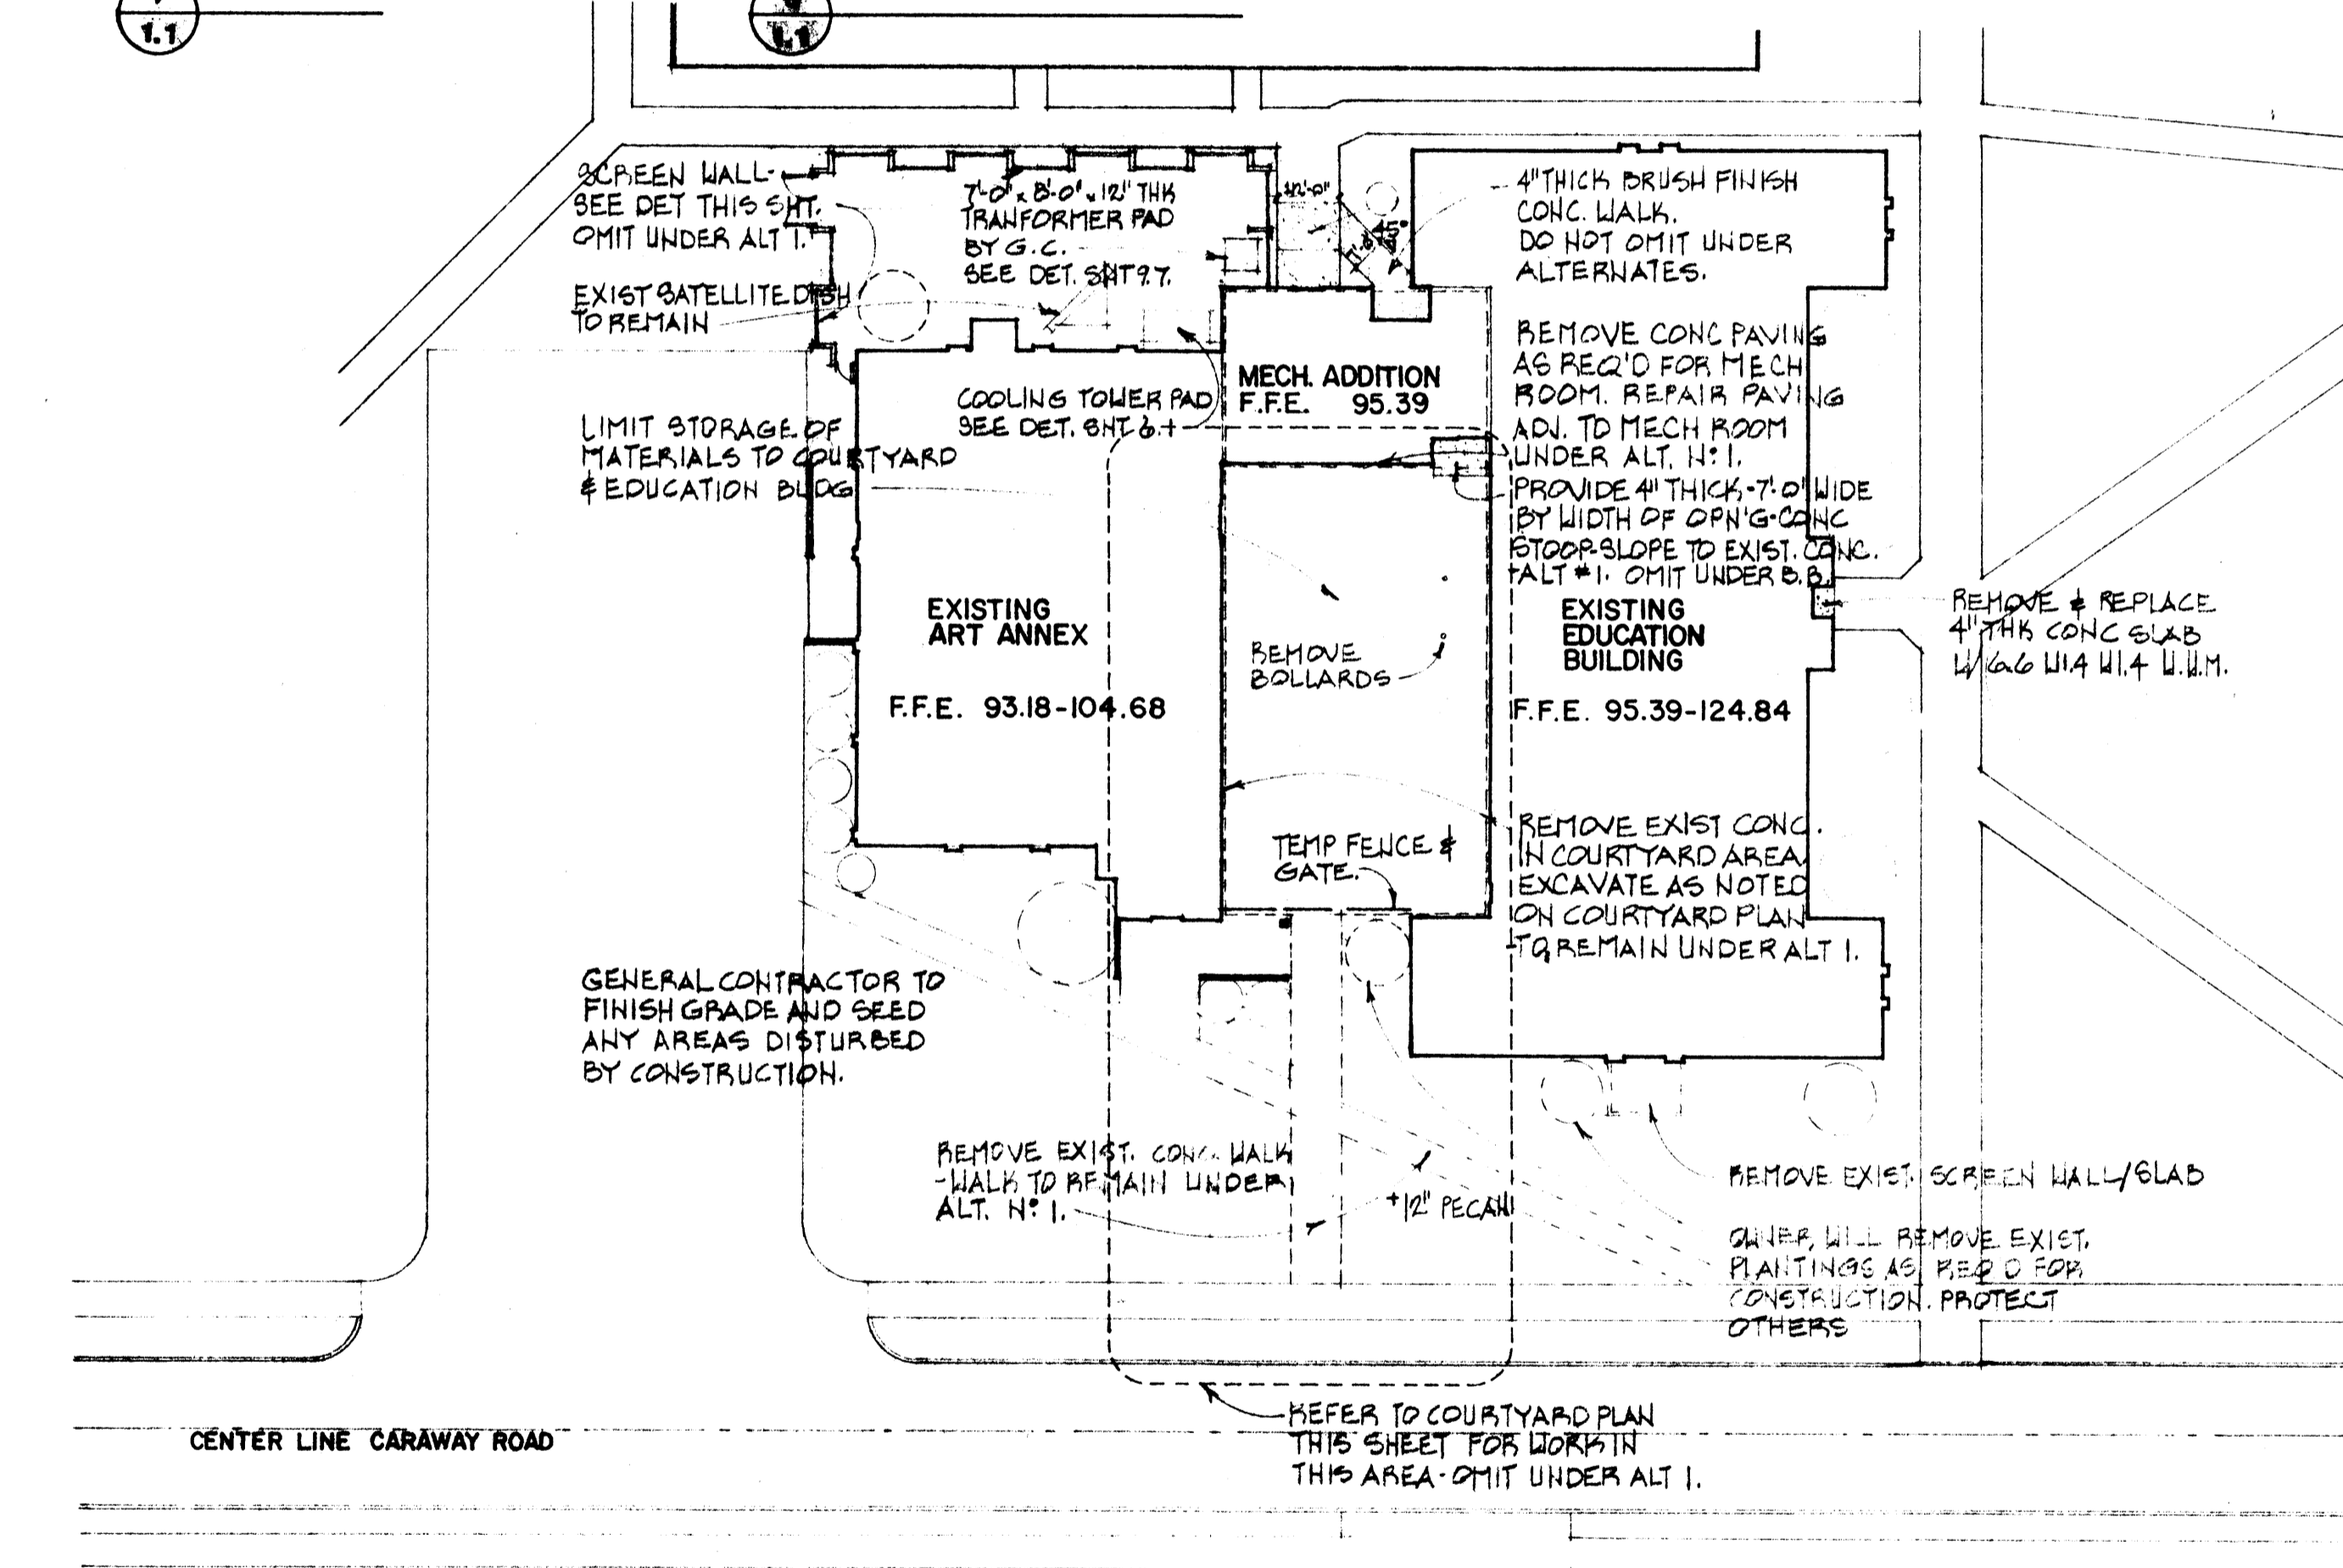 1.1
1.1
SCREEN WALL-
SEE DET THIS SHT.
OMIT UNDER ALT 1.
EXIST SATELLITE DISH
TO REMAIN
7'-0" x 8'-0" x 12" THK
TRANFORMER PAD
BY G.C.
SEE DET. SHT 9.7.
12'-0"
45°
4" THICK BRUSH FINISH
CONC. WALK.
DO NOT OMIT UNDER
ALTERNATES.
REMOVE CONC PAVING
AS REQ'D FOR MECH
ROOM. REPAIR PAVING
ADJ. TO MECH ROOM
UNDER ALT. Nº 1.
PROVIDE 4" THICK-7'-0" WIDE
BY WIDTH OF OPN'G-CONC
STOOP-SLOPE TO EXIST. CONC.
ALT #1. OMIT UNDER B.B.
MECH. ADDITION
F.F.E. 95.39
COOLING TOWER PAD
SEE DET. SHT 6.4
LIMIT STORAGE OF
MATERIALS TO COURTYARD
& EDUCATION BLDG
EXISTING
ART ANNEX
F.F.E. 93.18-104.68
REMOVE
BOLLARDS
EXISTING
EDUCATION
BUILDING
F.F.E. 95.39-124.84
REMOVE & REPLACE
4" THK CONC SLAB
W/ 6x6 W1.4 W1.4 W.W.M.
TEMP FENCE &
GATE.
REMOVE EXIST CONC.
IN COURTYARD AREA
EXCAVATE AS NOTED
ON COURTYARD PLAN
TO REMAIN UNDER ALT 1.
GENERAL CONTRACTOR TO
FINISH GRADE AND SEED
ANY AREAS DISTURBED
BY CONSTRUCTION.
REMOVE EXIST. CONC. WALK
-WALK TO REMAIN UNDER
ALT. Nº 1.
+12" PECAN
REMOVE EXIST. SCREEN WALL/SLAB
OWNER WILL REMOVE EXIST.
PLANTINGS AS REQ'D FOR
CONSTRUCTION. PROTECT
OTHERS
REFER TO COURTYARD PLAN
THIS SHEET FOR WORK IN
THIS AREA-OMIT UNDER ALT 1.
CENTER LINE CARAWAY ROAD